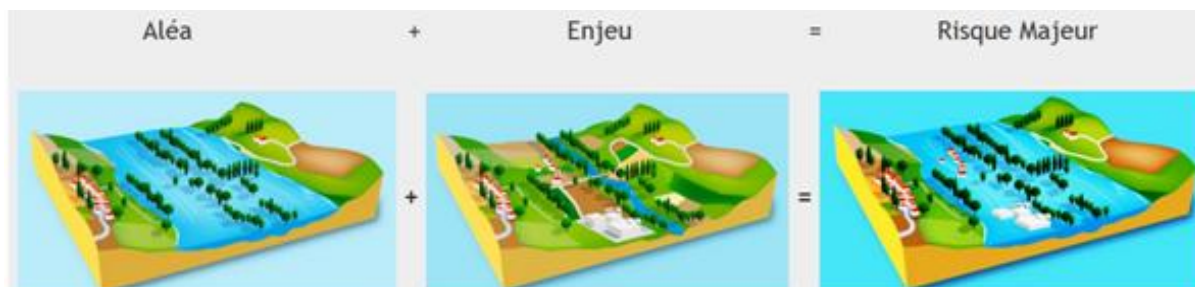 Aléa + Enjeu = Risque Majeur
+ =